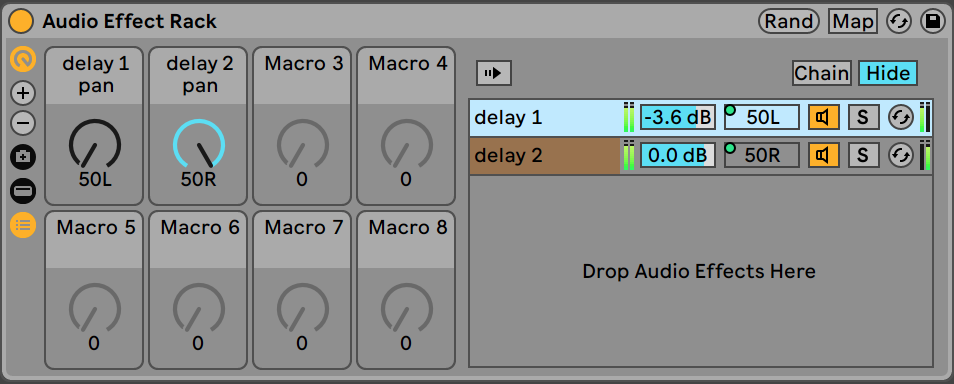 Audio Effect Rack
Rand
Map
delay 1
pan
50L
delay 2
pan
50R
Macro 3
0
Macro 4
0
Macro 5
0
Macro 6
0
Macro 7
0
Macro 8
0
Chain
Hide
delay 1
-3.6 dB
50L
S
delay 2
0.0 dB
50R
S
Drop Audio Effects Here